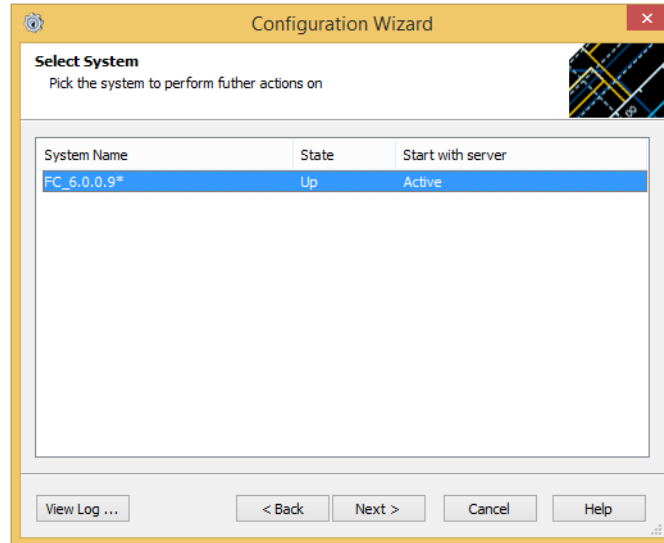 Configuration Wizard
Select System
Pick the system to perform futher actions on
System Name State Start with server
FC_6.0.0.9* Up Active
View Log ... < Back Next > Cancel Help